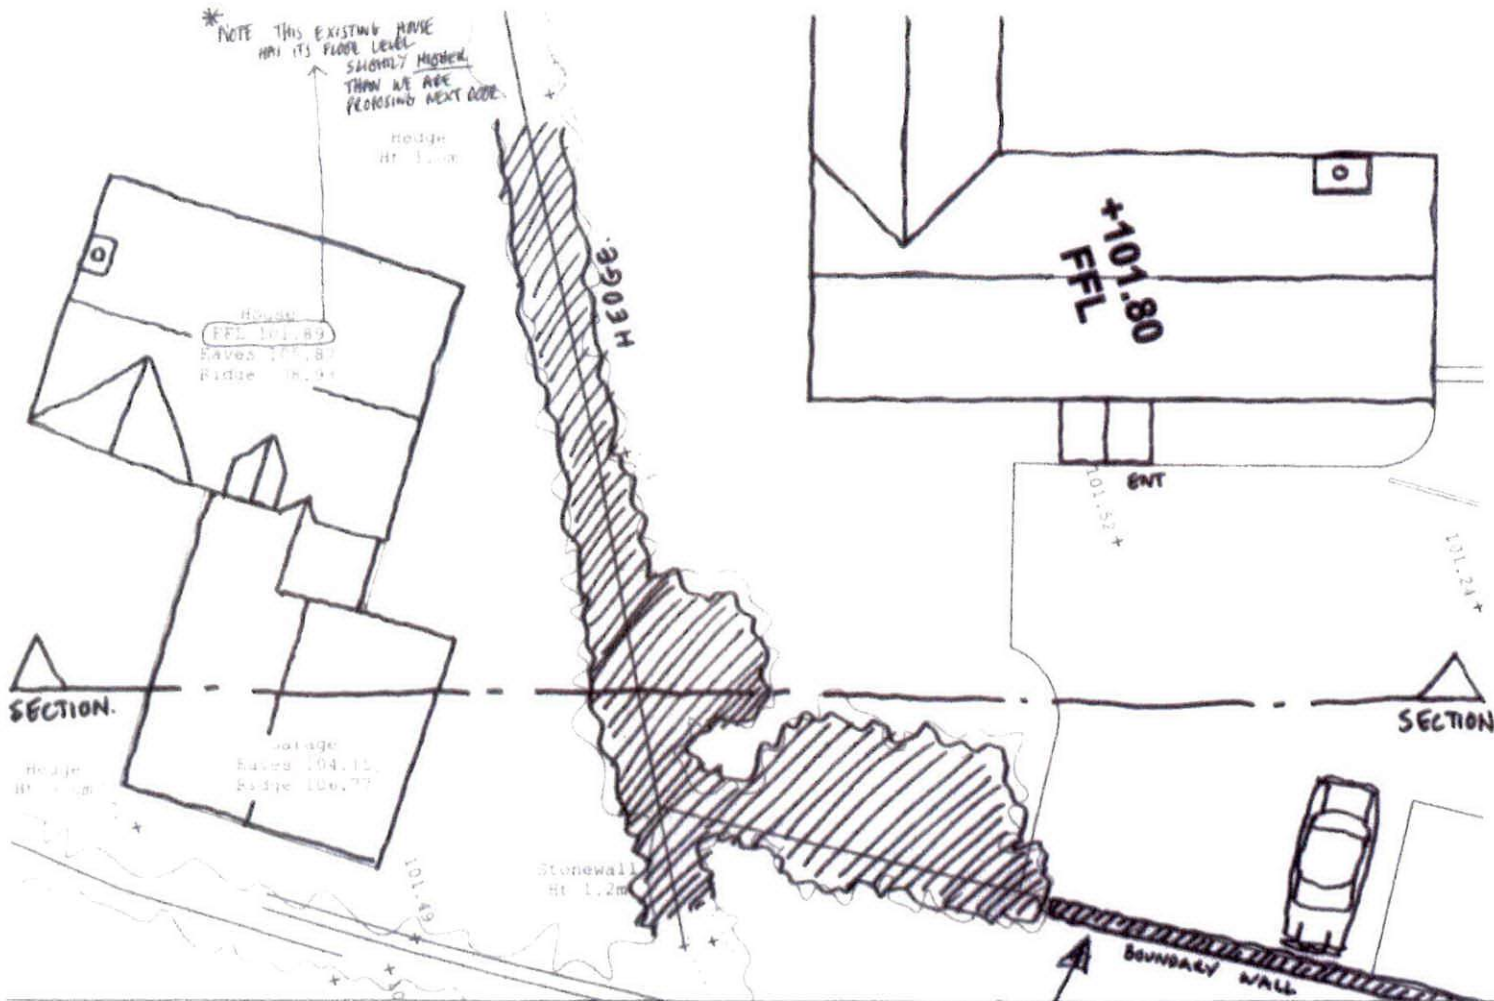 * NOTE THIS EXISTING HOUSE
HAS ITS FLOOR LEVEL
SLIGHTLY HIGHER
THAN WE ARE
PROPOSING NEXT DOOR
Hedge
Ht
HEDGE.
+101.80
FFL
House
FFL 101.89
Eaves
Ridge
ENT
101.52+
101.24+
SECTION.
SECTION
Garage
Eaves 104.15
Ridge 106.77
Hedge
Ht
101.49+
Stonewall
Ht 1.2m
BOUNDARY WALL